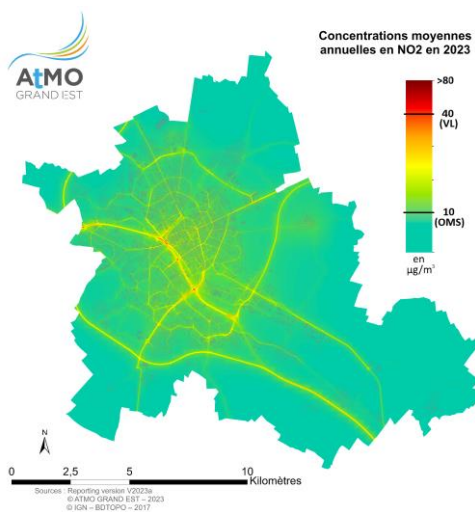 AtMO
GRAND EST
Concentrations moyennes
annuelles en NO2 en 2023
>80
40
(VL)
10
(OMS)
en
µg/m³
N
0 2,5 5 10
Kilomètres
Sources : Reporting version V2023a
© ATMO GRAND EST – 2023
© IGN – BDTOPO – 2017